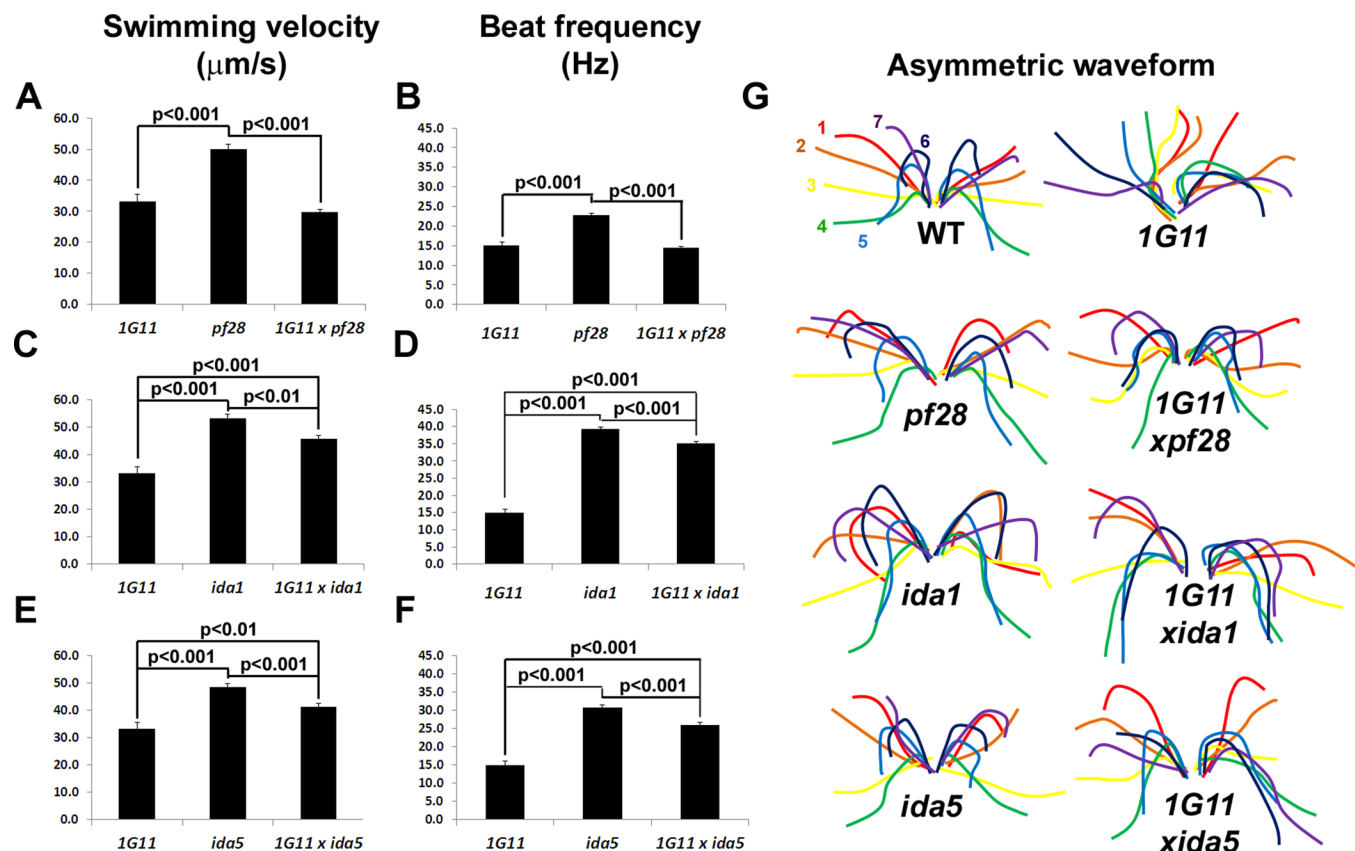 Swimming velocity
(μm/s)
Beat frequency
(Hz)
Asymmetric waveform
A
60.0
50.0
40.0
30.0
20.0
10.0
0.0
p<0.001
p<0.001
1G11
pf28
1G11 x pf28
B
45.0
40.0
35.0
30.0
25.0
20.0
15.0
10.0
5.0
0.0
p<0.001
p<0.001
1G11
pf28
1G11 x pf28
C
60.0
50.0
40.0
30.0
20.0
10.0
0.0
p<0.001
p<0.001
p<0.01
1G11
ida1
1G11 x ida1
D
45.0
40.0
35.0
30.0
25.0
20.0
15.0
10.0
5.0
0.0
p<0.001
p<0.001
p<0.001
1G11
ida1
1G11 x ida1
E
60.0
50.0
40.0
30.0
20.0
10.0
0.0
p<0.01
p<0.001
p<0.001
1G11
ida5
1G11 x ida5
F
45.0
40.0
35.0
30.0
25.0
20.0
15.0
10.0
5.0
0.0
p<0.001
p<0.001
p<0.001
1G11
ida5
1G11 x ida5
G
1
2
3
4
5
6
7
WT
1G11
pf28
1G11
xpf28
ida1
1G11
xida1
ida5
1G11
xida5